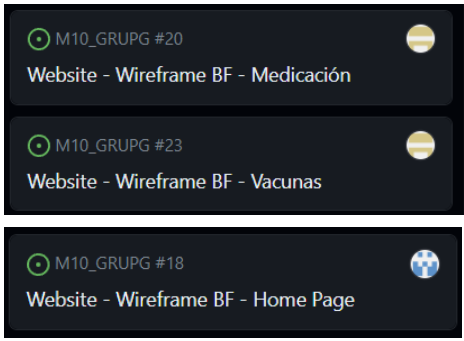 M10_GRUPG #20
Website - Wireframe BF - Medicación
M10_GRUPG #23
Website - Wireframe BF - Vacunas
M10_GRUPG #18
Website - Wireframe BF - Home Page